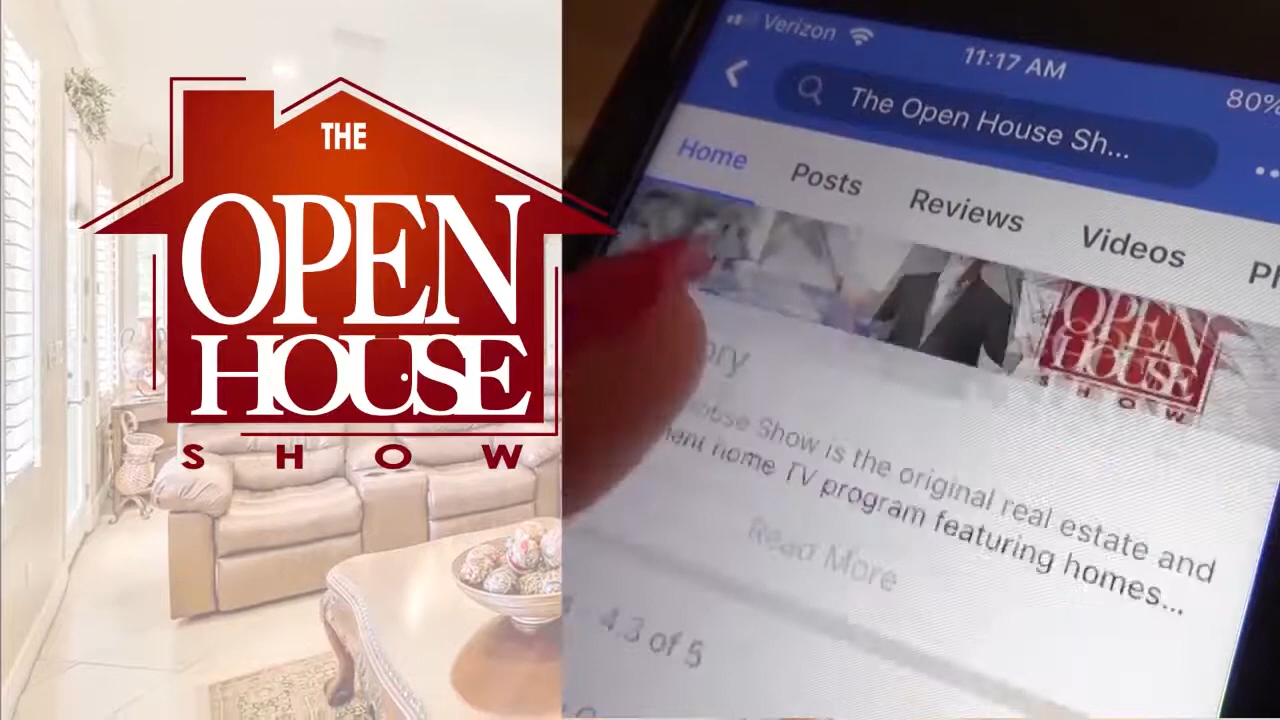 THE
OPEN
HOUSE
SHOW
Verizon
11:17 AM
80%
The Open House Sh...
Home
Posts
Reviews
Videos
OPEN
HOUSE
SHOW
Show is the original real estate and
home TV program featuring homes...
Read More
4.3 of 5